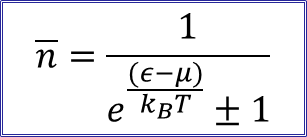 n̅ = 1 / (e^((ϵ−μ)/(k_B T)) ± 1)